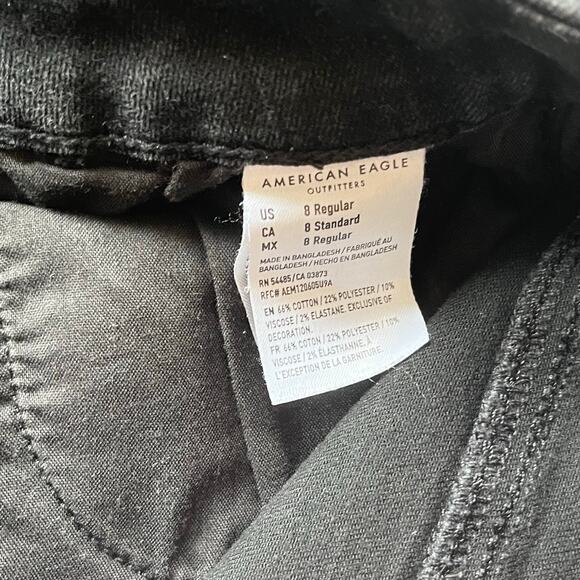 AMERICAN EAGLE
OUTFITTERS
US 8 Regular
CA 8 Standard
MX 8 Regular
MADE IN BANGLADESH / FABRIQUÉ AU
BANGLADESH / HECHO EN BANGLADESH
RN 54485/CA 03873
RFC# AEM120605U9A
EN 66% COTTON / 22% POLYESTER / 10%
VISCOSE / 2% ELASTANE. EXCLUSIVE OF
DECORATION.
FR 66% COTON / 22% POLYESTER / 10%
VISCOSE / 2% ÉLASTHANNE, À
L'EXCEPTION DE LA GARNITURE.